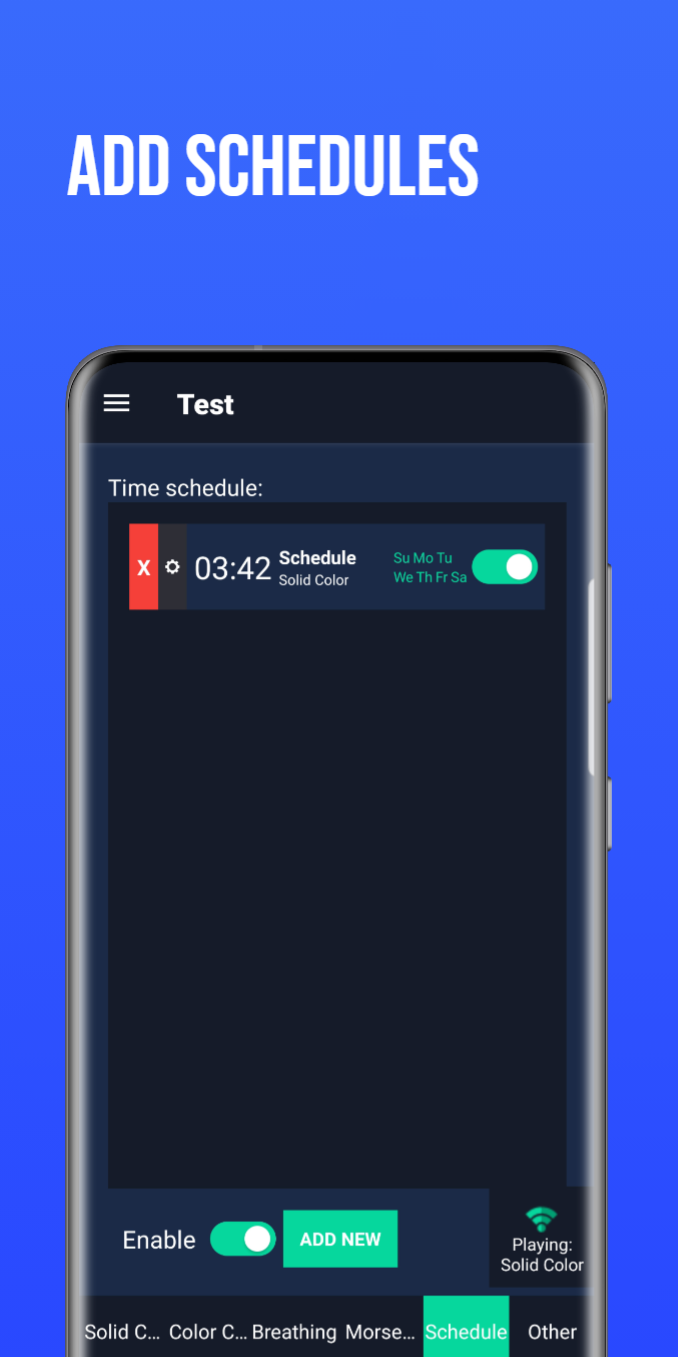 ADD SCHEDULES
Test
Time schedule:
X 03:42 Schedule
Solid Color
Su Mo Tu
We Th Fr Sa
Enable ADD NEW
Playing:
Solid Color
Solid C... Color C... Breathing Morse... Schedule Other